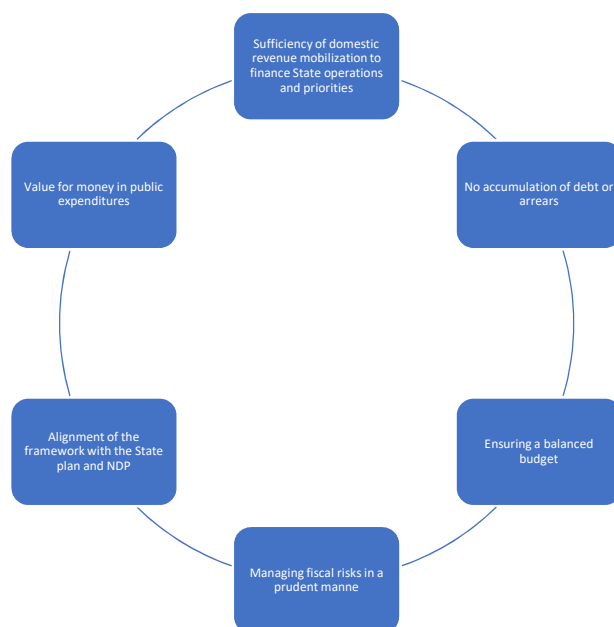 Sufficiency of domestic
revenue mobilization to
finance State operations
and priorities
No accumulation of debt or
arrears
Ensuring a balanced
budget
Managing fiscal risks in a
prudent manne
Alignment of the
framework with the State
plan and NDP
Value for money in public
expenditures